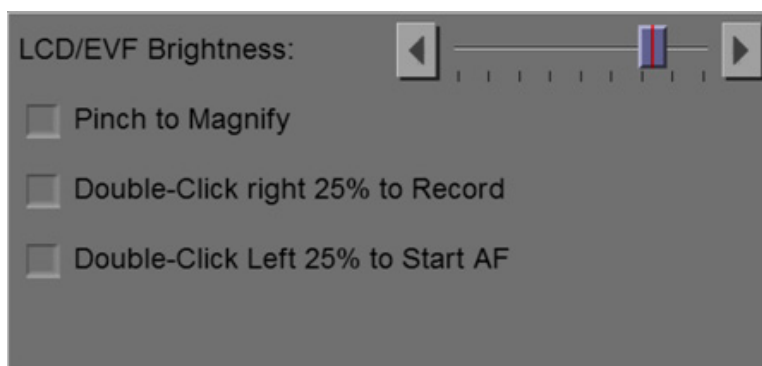 LCD/EVF Brightness:
Pinch to Magnify
Double-Click right 25% to Record
Double-Click Left 25% to Start AF